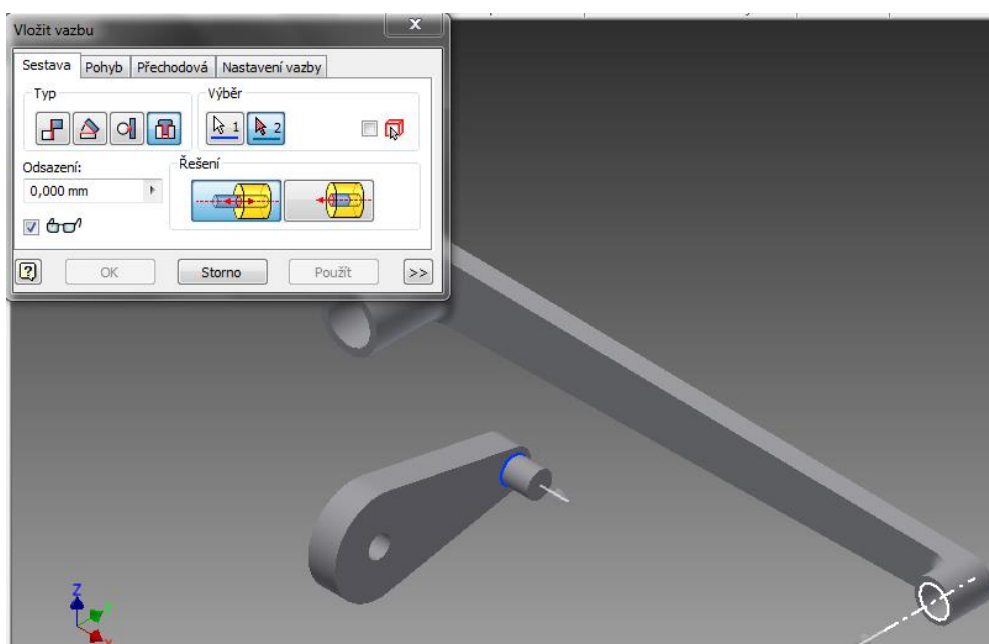 Vložit vazbu
x
Sestava Pohyb Přechodová Nastavení vazby
Typ
Výběr
1 2
Odsazení:
Řešení
0,000 mm
? OK Storno Použít >>
Z
X